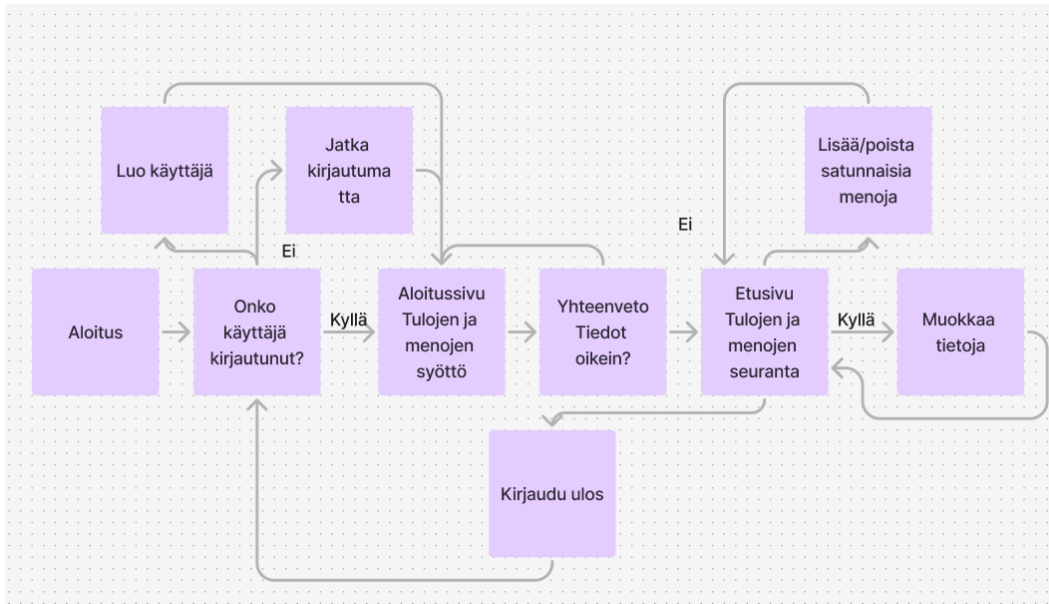 Luo käyttäjä
Jatka
kirjautuma
tta
Lisää/poista
satunnaisia
menoja
Ei
Ei
Aloitus
Onko
käyttäjä
kirjautunut?
Kyllä
Aloitussivu
Tulojen ja
menojen
syöttö
Yhteenveto
Tiedot
oikein?
Etusivu
Tulojen ja
menojen
seuranta
Kyllä
Muokkaa
tietoja
Kirjaudu ulos